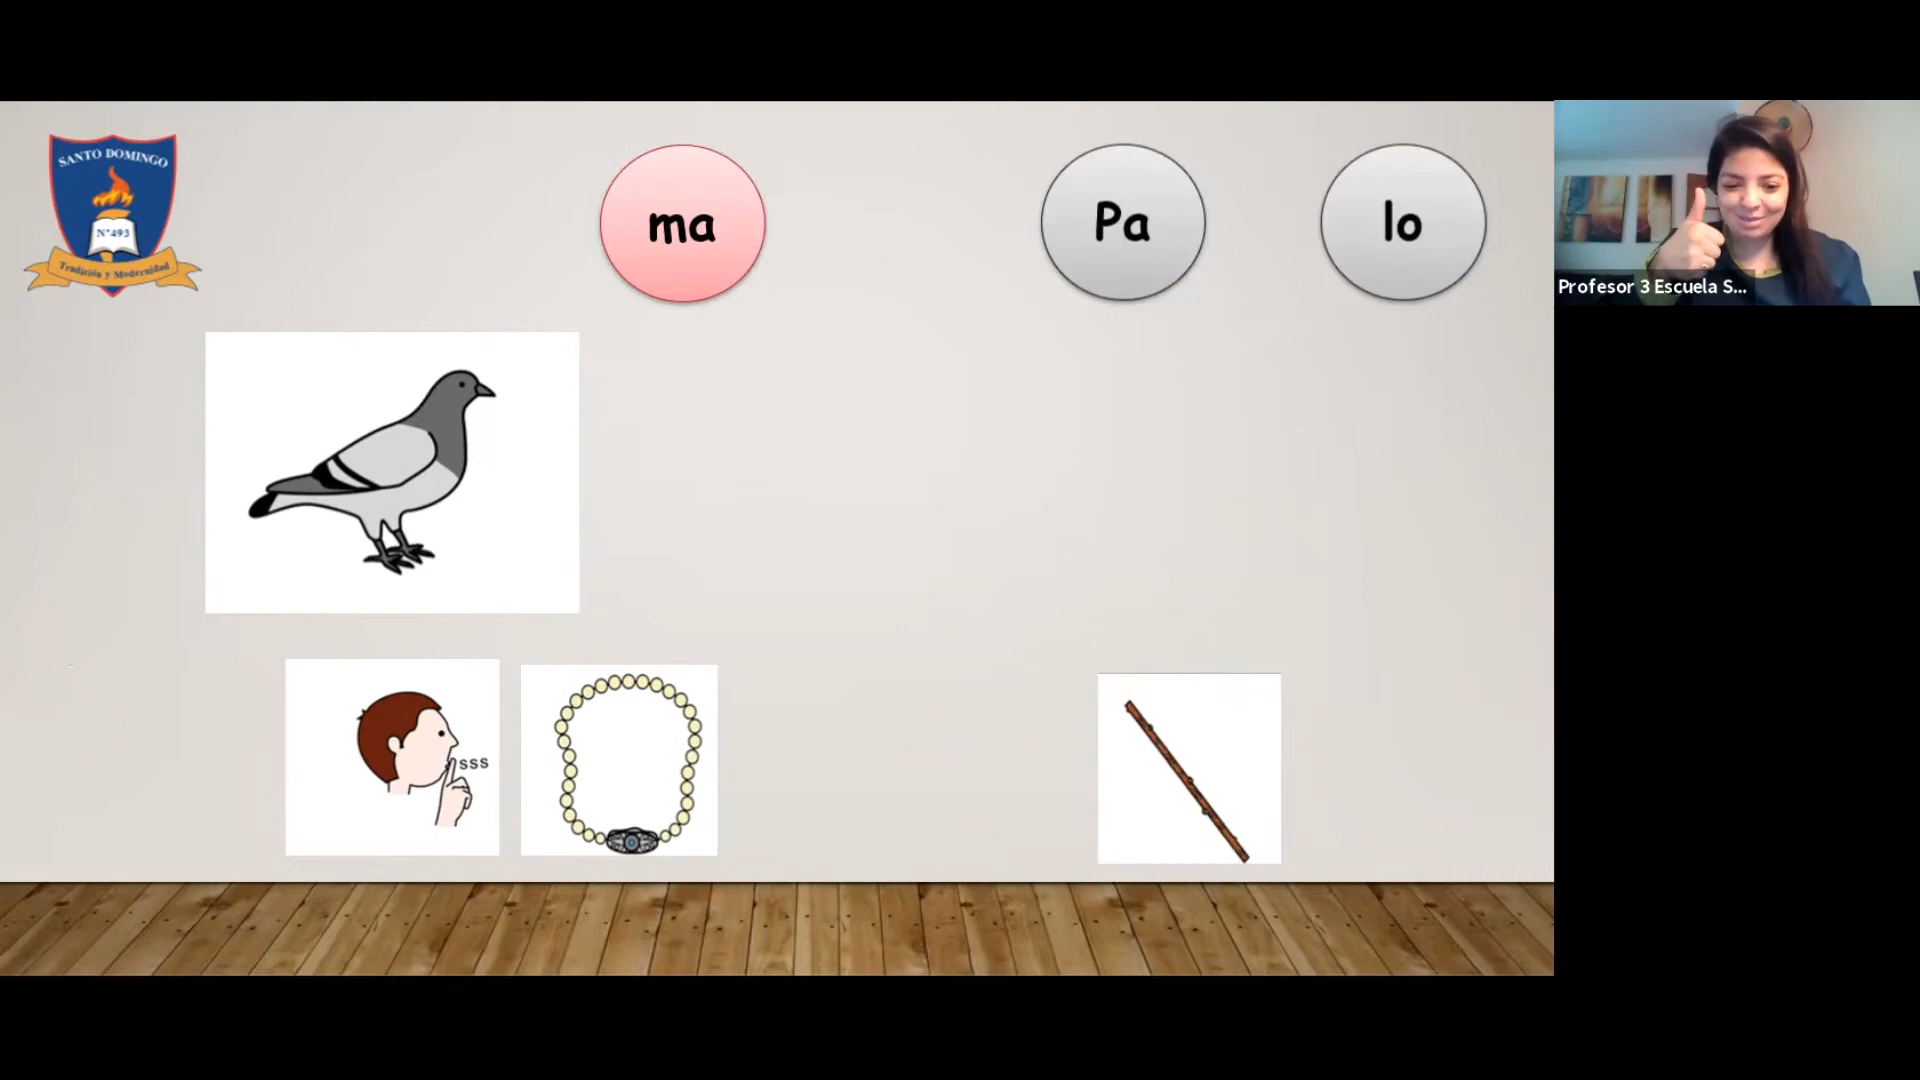 SANTO DOMINGO
N°493
Tradición y Modernidad
ma
Pa
lo
Profesor 3 Escuela S...
sss